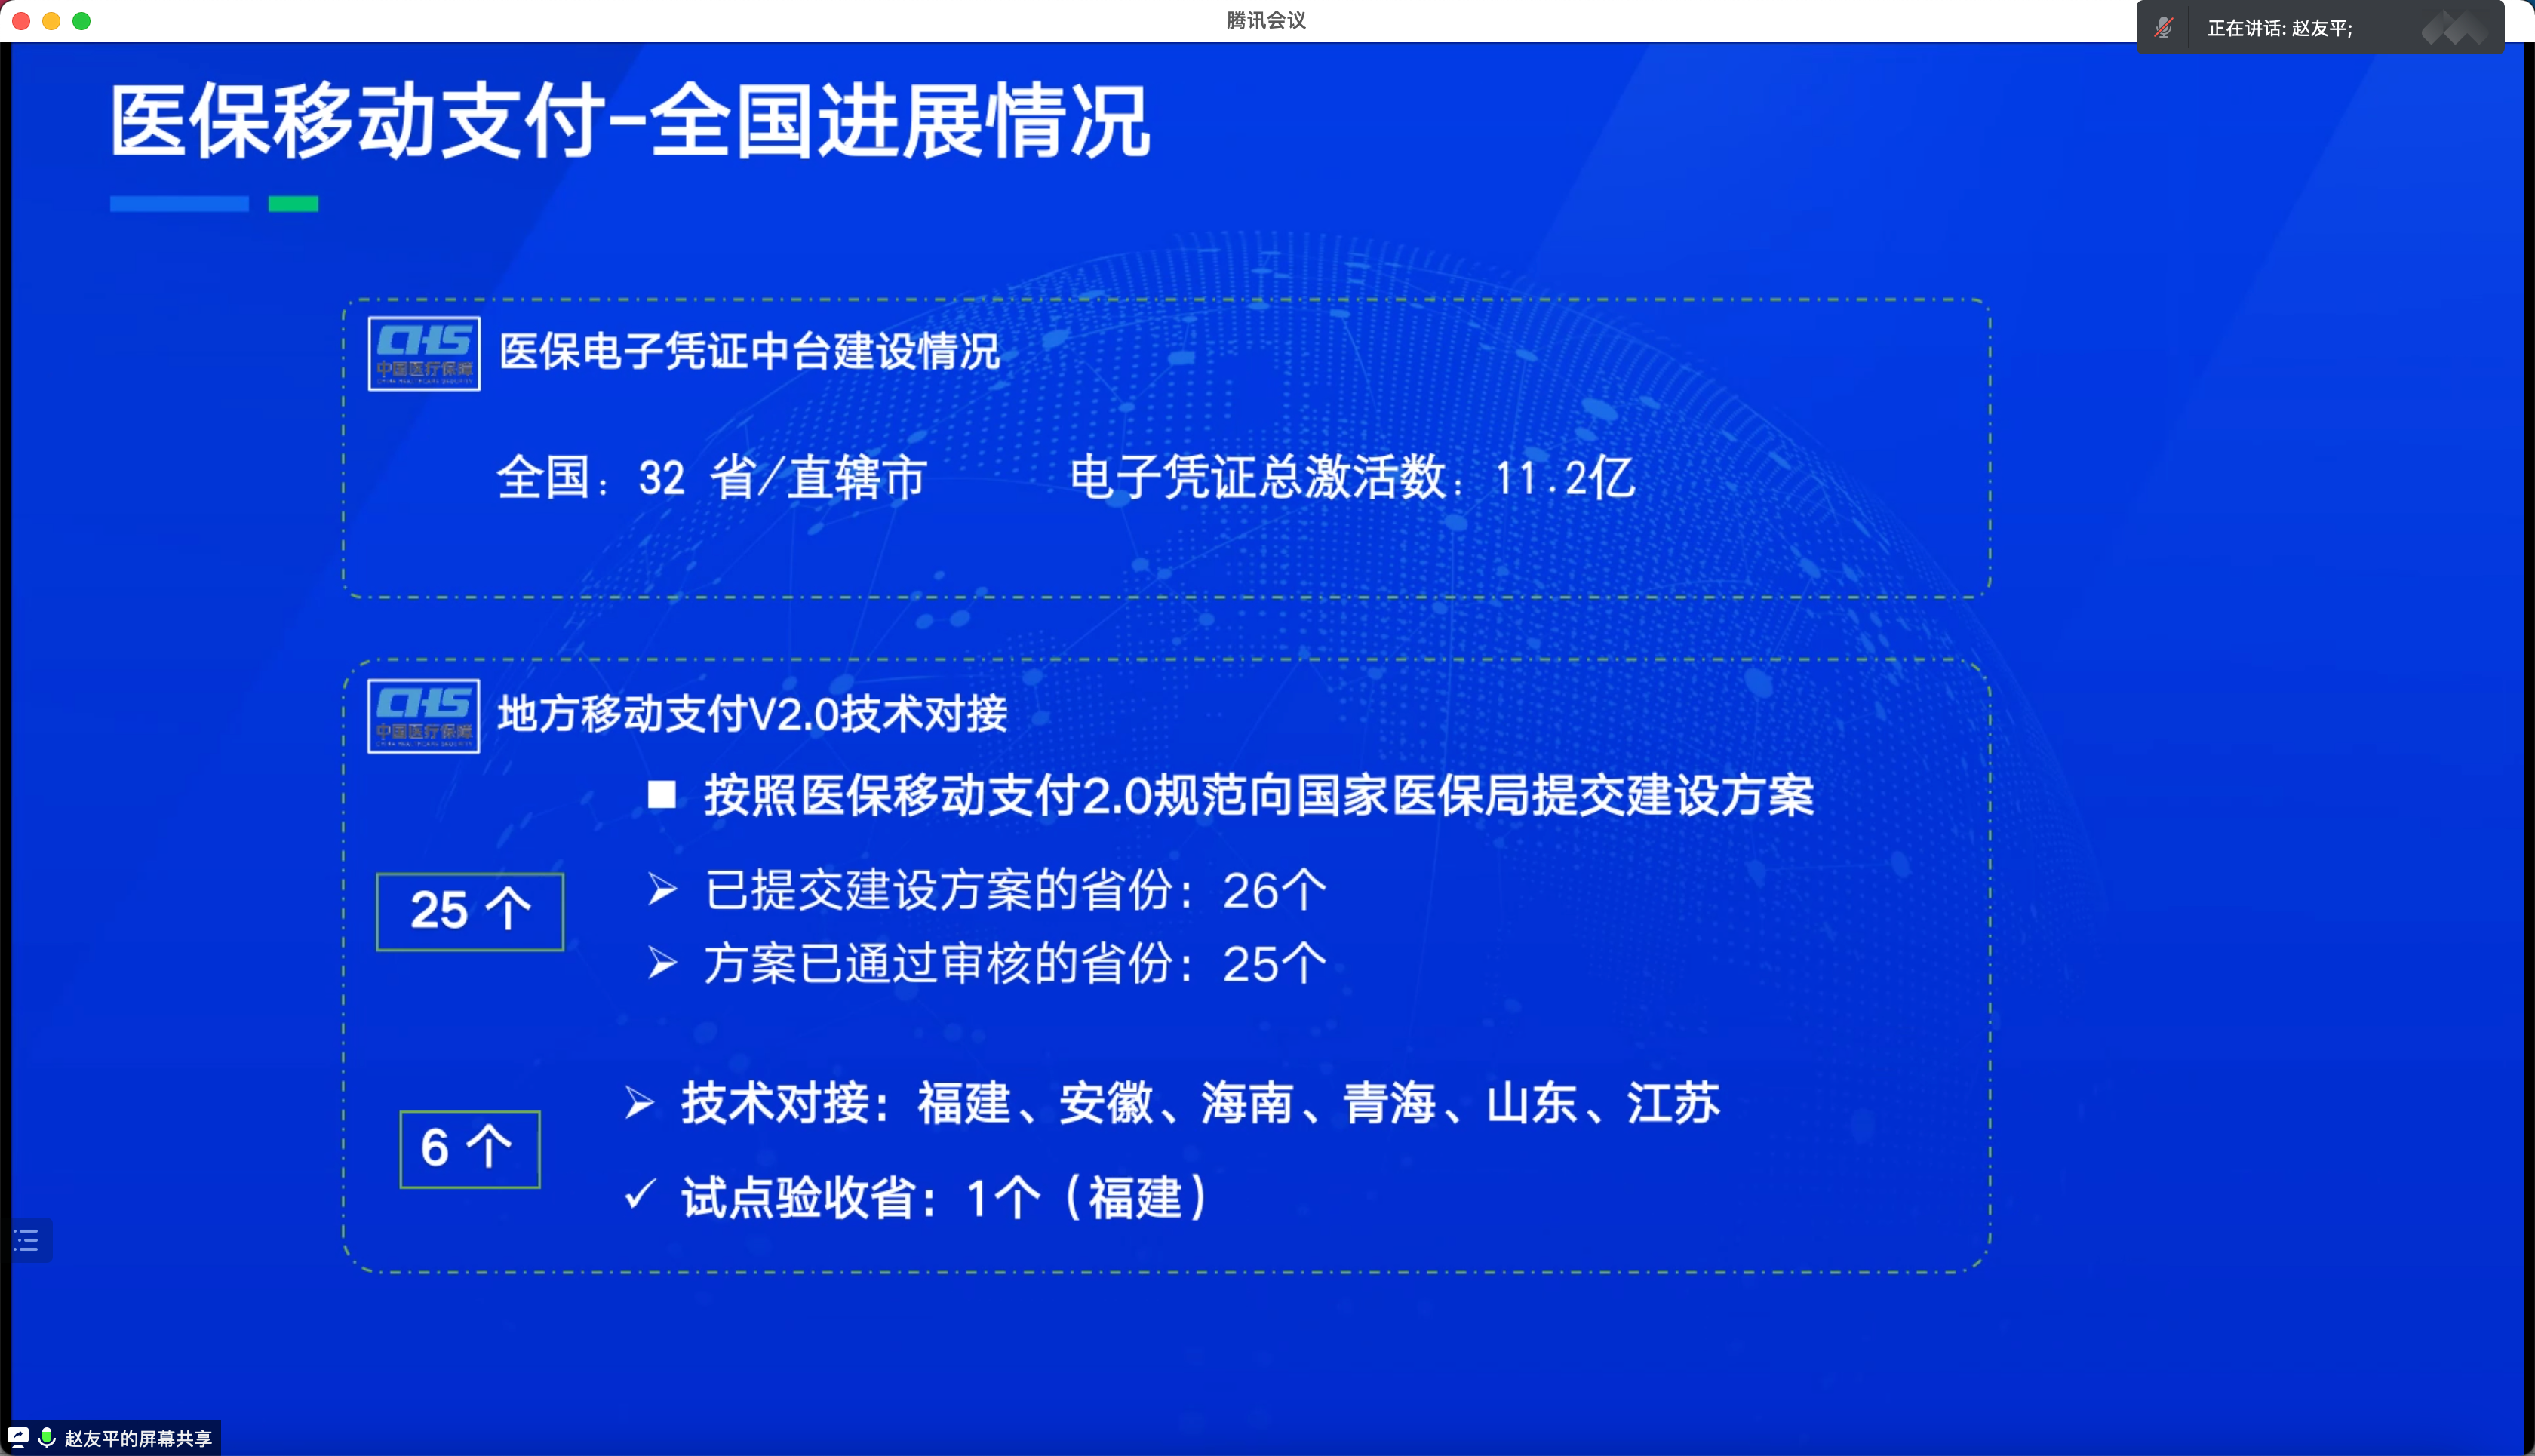 腾讯会议
正在讲话: 赵友平;
医保移动支付-全国进展情况
CHS
中国医疗保障
CHINA HEALTHCARE SECURITY
医保电子凭证中台建设情况
全国：32 省/直辖市
电子凭证总激活数：11.2亿
CHS
中国医疗保障
CHINA HEALTHCARE SECURITY
地方移动支付V2.0技术对接
■ 按照医保移动支付2.0规范向国家医保局提交建设方案
25 个
➢ 已提交建设方案的省份：26个
➢ 方案已通过审核的省份：25个
6 个
➢ 技术对接：福建、安徽、海南、青海、山东、江苏
✓ 试点验收省：1个（福建）
赵友平的屏幕共享